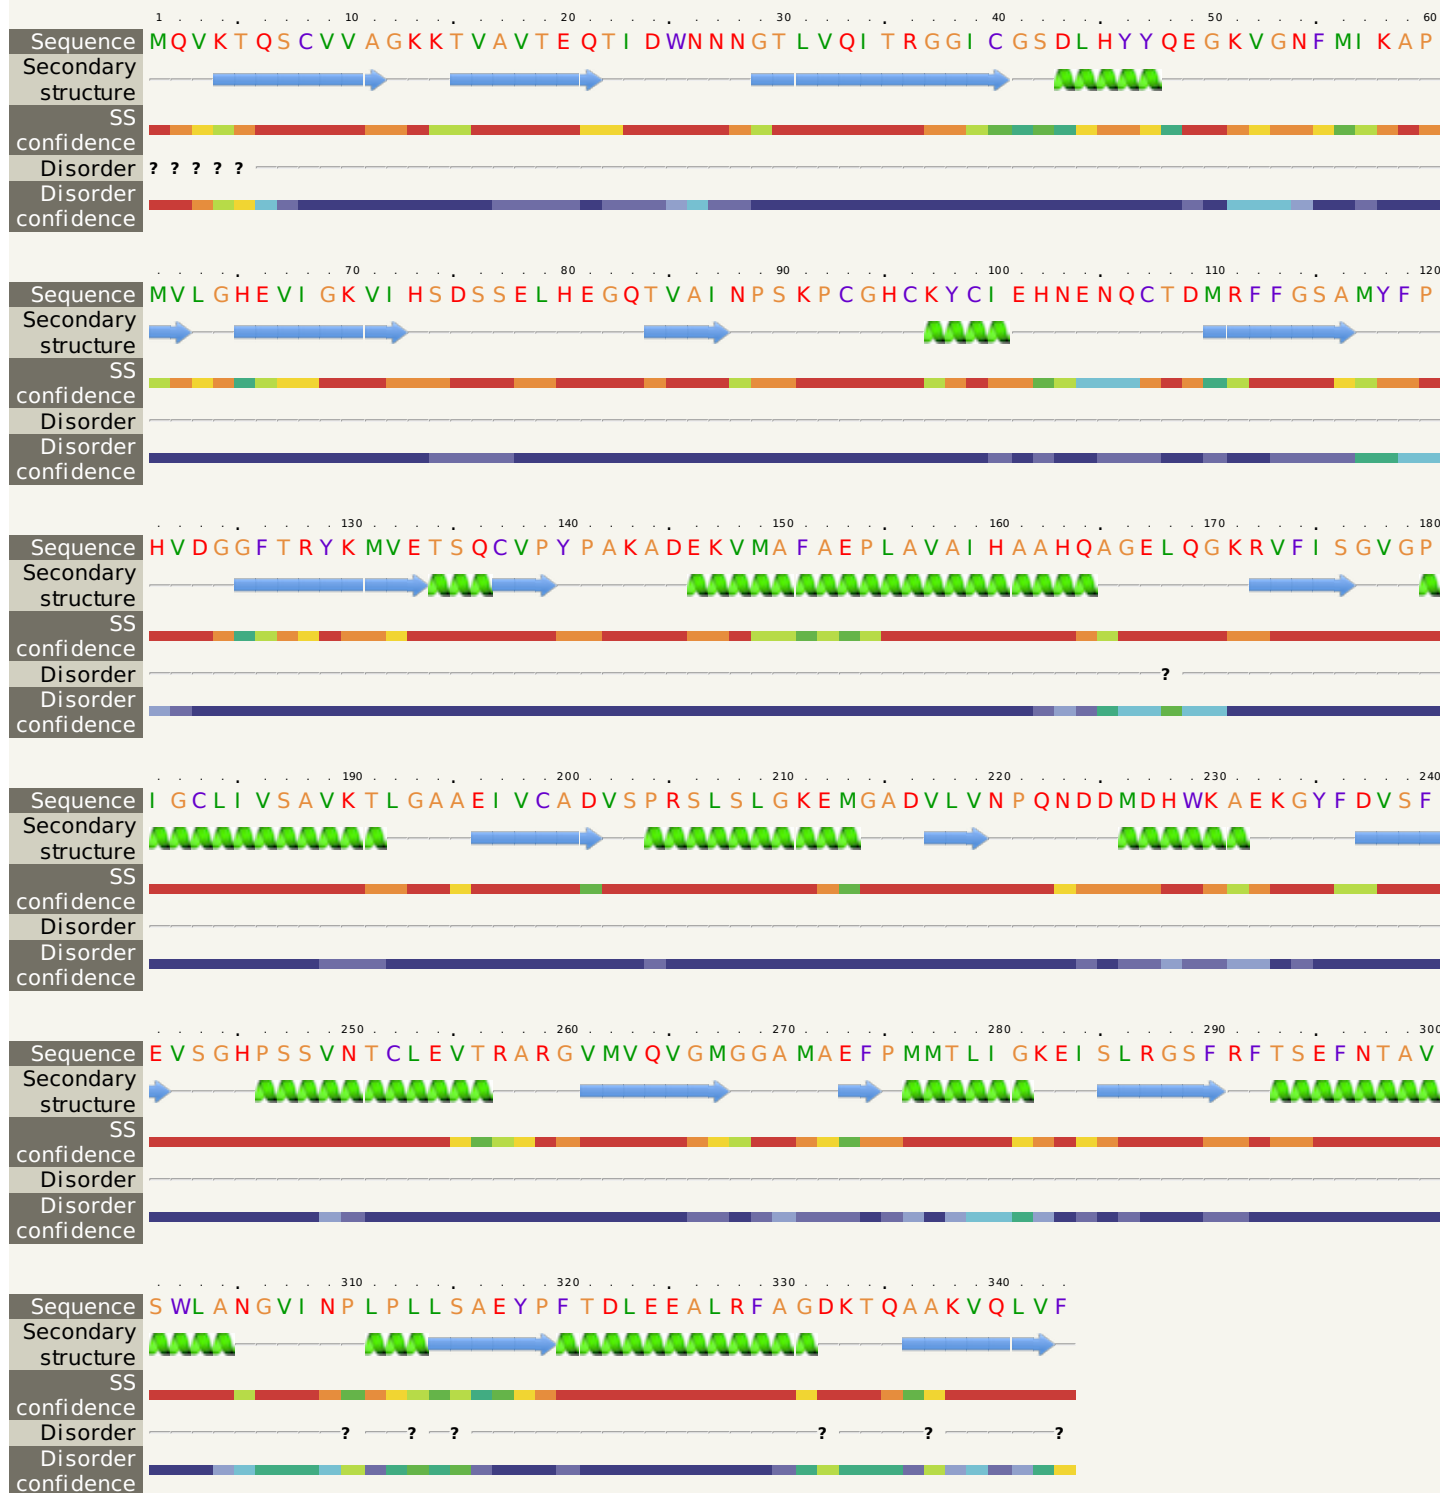 1 10 20 30 40 50 60
Sequence MQVKTQSCVVAGKKTVAVTEQTIDWNNNGTLVQITRGGICGSDLHYYQEGKVGNFMIKAP
Secondary
structure
SS
confidence
Disorder ? ? ? ? ?
Disorder
confidence
70 80 90 100 110 120
Sequence MVLGHEVIGKVIHSDSSELHEGQTVAINPSKPCGHCKYCIEHNENQCTDMRFFGSAMYFP
Secondary
structure
SS
confidence
Disorder
Disorder
confidence
130 140 150 160 170 180
Sequence HVDGGFTRYKMVETSQCVPYPAKADEKVMAFAEPLAVAIHAAHQAGELQGKRVFISGVGP
Secondary
structure
SS
confidence
Disorder ?
Disorder
confidence
190 200 210 220 230 240
Sequence IGCLIVSAVKTLGAAEIVCADVSPRSLSLGKEMGADVLVNPQNDDMDHWKAEKGYFDVSF
Secondary
structure
SS
confidence
Disorder
Disorder
confidence
250 260 270 280 290 300
Sequence EVSGHPSSVNTCLEVTRARGVMVQVGMGGAMAEFPMMTLIGKEISLRGSFRFTSEFNTAV
Secondary
structure
SS
confidence
Disorder
Disorder
confidence
310 320 330 340
Sequence SWLANGVINPLPLLSAEYPFTDLEEALRFAGDKTQAAKVQLVF
Secondary
structure
SS
confidence
Disorder ? ? ? ? ? ?
Disorder
confidence